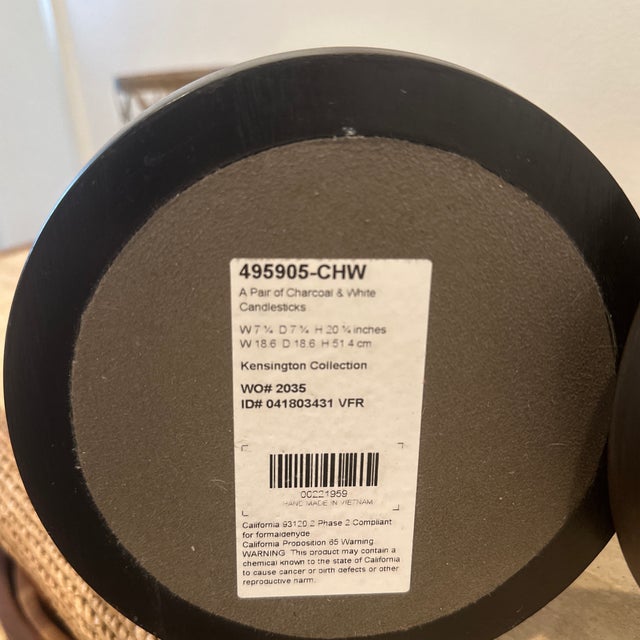 495905-CHW
A Pair of Charcoal & White
Candlesticks
W 7 ¼ D 7 ¼ H 20 ¼ inches
W 18.6 D 18.6 H 51.4 cm
Kensington Collection
WO# 2035
ID# 041803431 VFR
00221959
HAND MADE IN VIETNAM
California 93120.2 Phase 2 Compliant
for formaldehyde
California Proposition 65 Warning
WARNING: This product may contain a
chemical known to the state of California
to cause cancer or birth defects or other
reproductive harm.